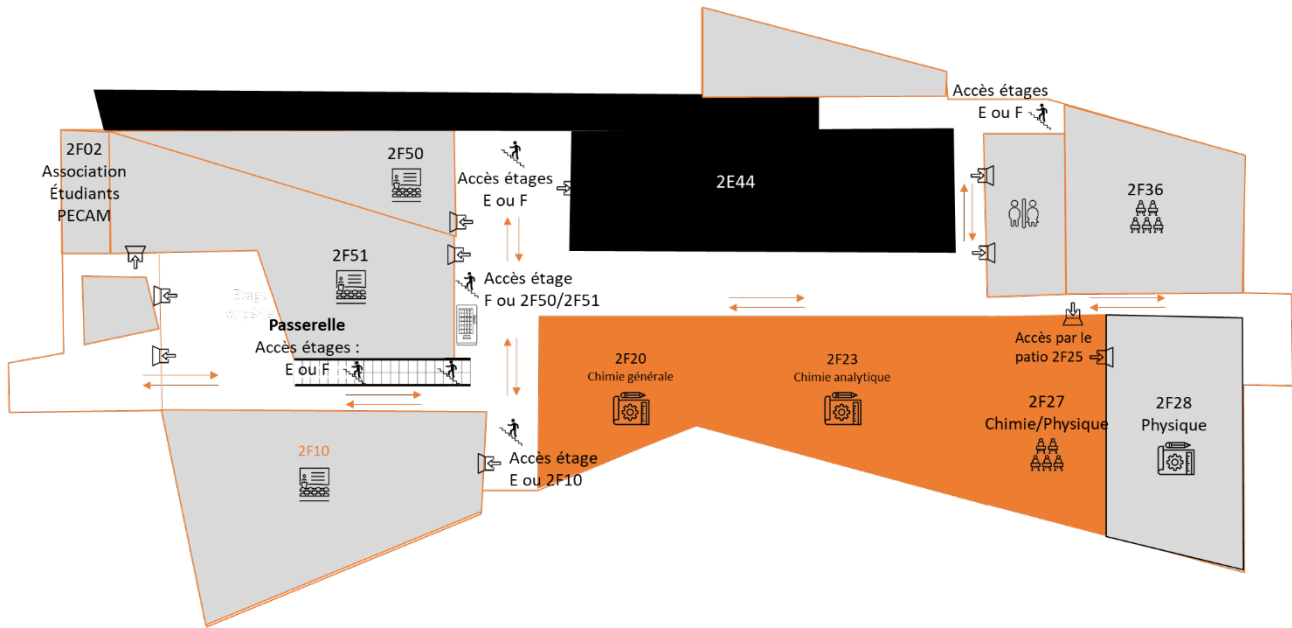 Accès étages
E ou F
2F02
Association
Étudiants
PECAM
2F50
Accès étages
E ou F
2E44
2F36
2F51
Accès étage
F ou 2F50/2F51
Passerelle
Accès étages :
E ou F
Accès par le
patio 2F25
2F20
Chimie générale
2F23
Chimie analytique
2F27
Chimie/Physique
2F28
Physique
2F10
Accès étage
E ou 2F10